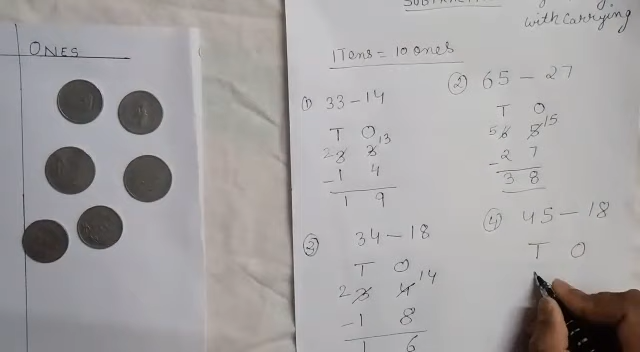 ONES
with Carrying
1 Tens = 10 ones
① 33 - 14
T O
2 3 3 13
- 1 4
1 9
② 65 - 27
T O
5 6 5 15
- 2 7
3 8
③ 34 - 18
T O
2 3 4 14
- 1 8
1 6
④ 45 - 18
T O